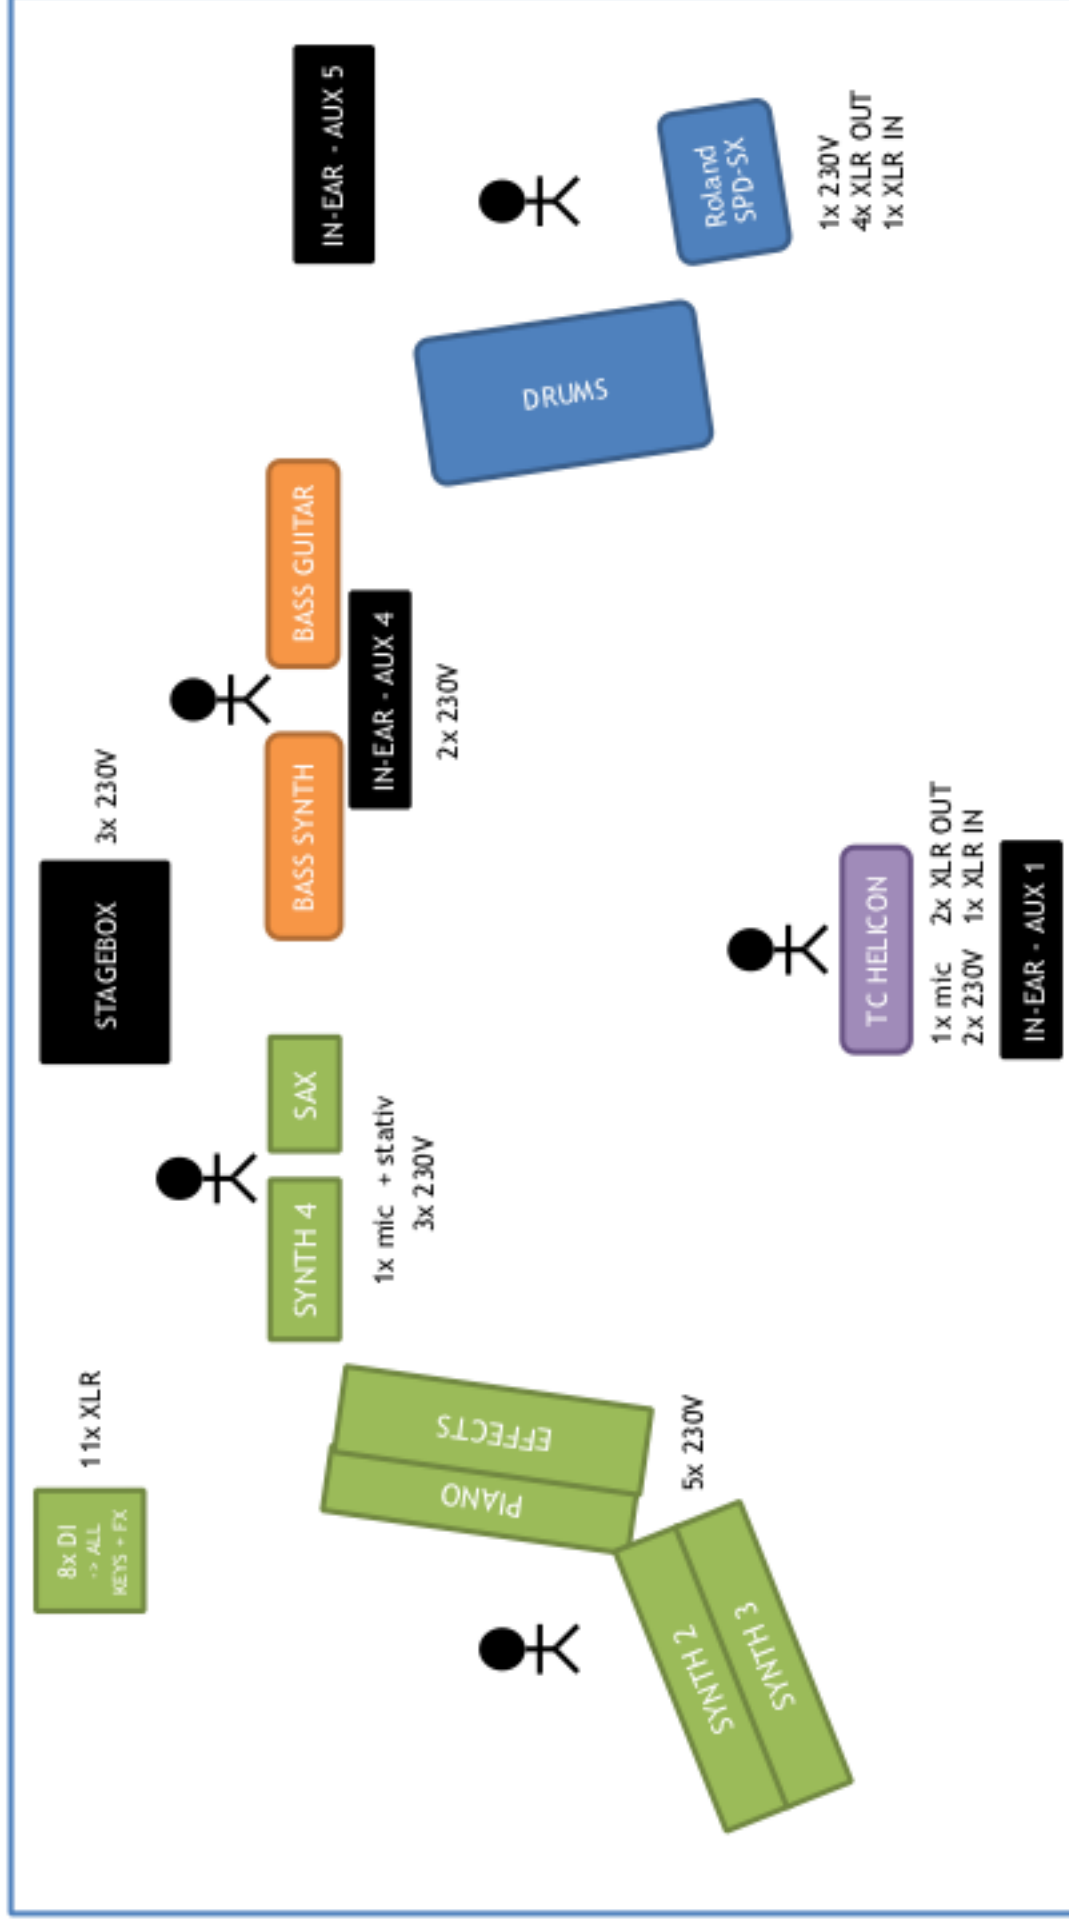 8x DI
-> ALL
KEYS + FX
11x XLR
STAGEBOX
3x 230V
SYNTH 4
SAX
1x mic + stativ
3x 230V
BASS SYNTH
BASS GUITAR
IN-EAR - AUX 4
2x 230V
IN-EAR - AUX 5
PIANO
EFFECTS
5x 230V
SYNTH 2
SYNTH 3
DRUMS
Roland
SPD-SX
1x 230V
4x XLR OUT
1x XLR IN
TC HELICON
1x mic 2x XLR OUT
2x 230V 1x XLR IN
IN-EAR - AUX 1